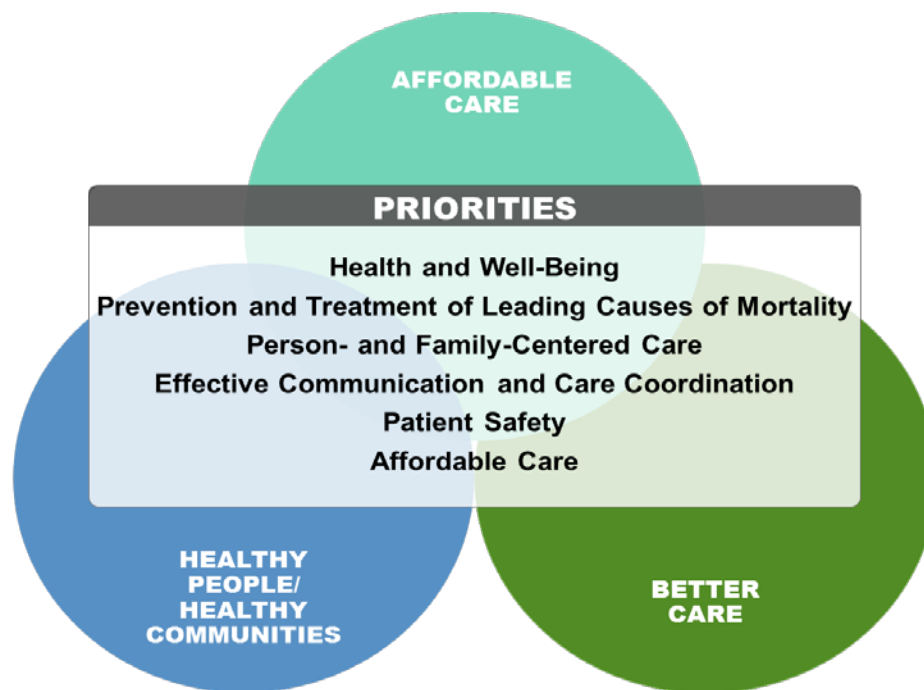 AFFORDABLE
CARE
PRIORITIES
Health and Well-Being
Prevention and Treatment of Leading Causes of Mortality
Person- and Family-Centered Care
Effective Communication and Care Coordination
Patient Safety
Affordable Care
HEALTHY
PEOPLE/
HEALTHY
COMMUNITIES
BETTER
CARE